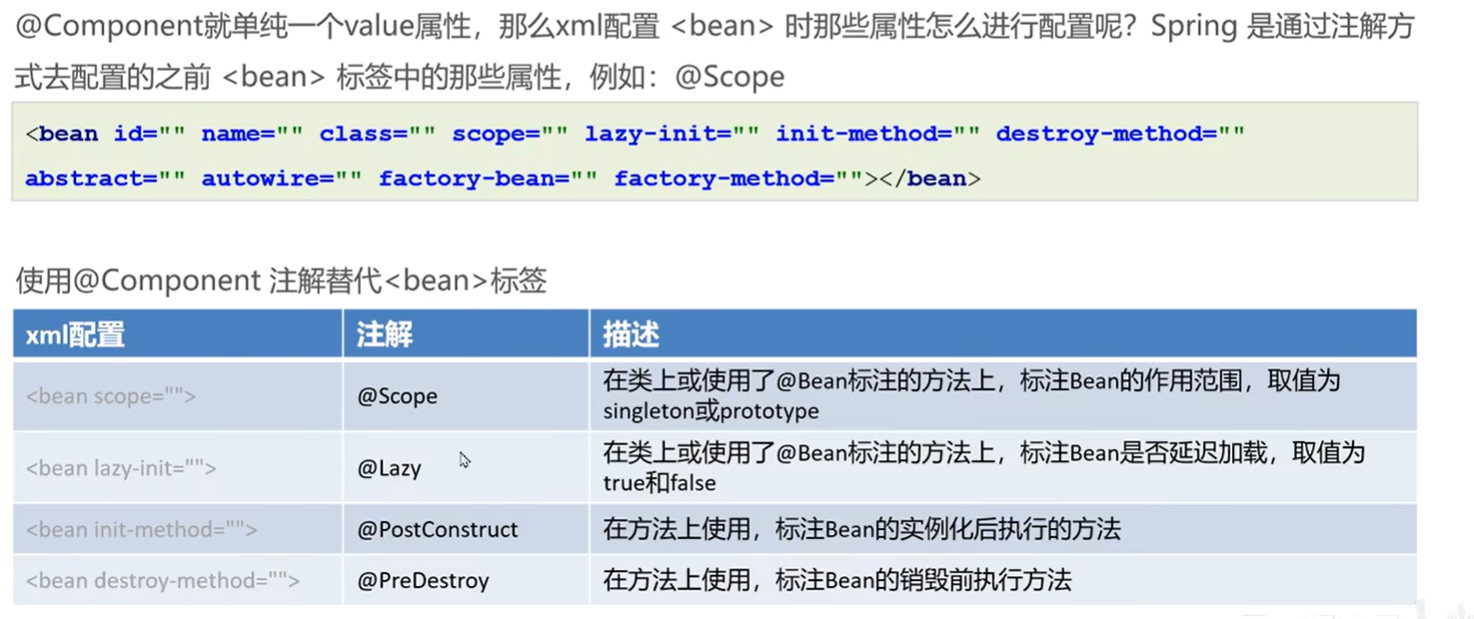 @Component就单纯一个value属性，那么xml配置 <bean> 时那些属性怎么进行配置呢？Spring 是通过注解方
式去配置的之前 <bean> 标签中的那些属性，例如：@Scope
<bean id="" name="" class="" scope="" lazy-init="" init-method="" destroy-method=""
abstract="" autowire="" factory-bean="" factory-method=""></bean>
使用@Component 注解替代<bean>标签
xml配置 注解 描述
<bean scope=""> @Scope 在类上或使用了@Bean标注的方法上，标注Bean的作用范围，取值为
singleton或prototype
<bean lazy-init=""> @Lazy 在类上或使用了@Bean标注的方法上，标注Bean是否延迟加载，取值为
true和false
<bean init-method=""> @PostConstruct 在方法上使用，标注Bean的实例化后执行的方法
<bean destroy-method=""> @PreDestroy 在方法上使用，标注Bean的销毁前执行方法